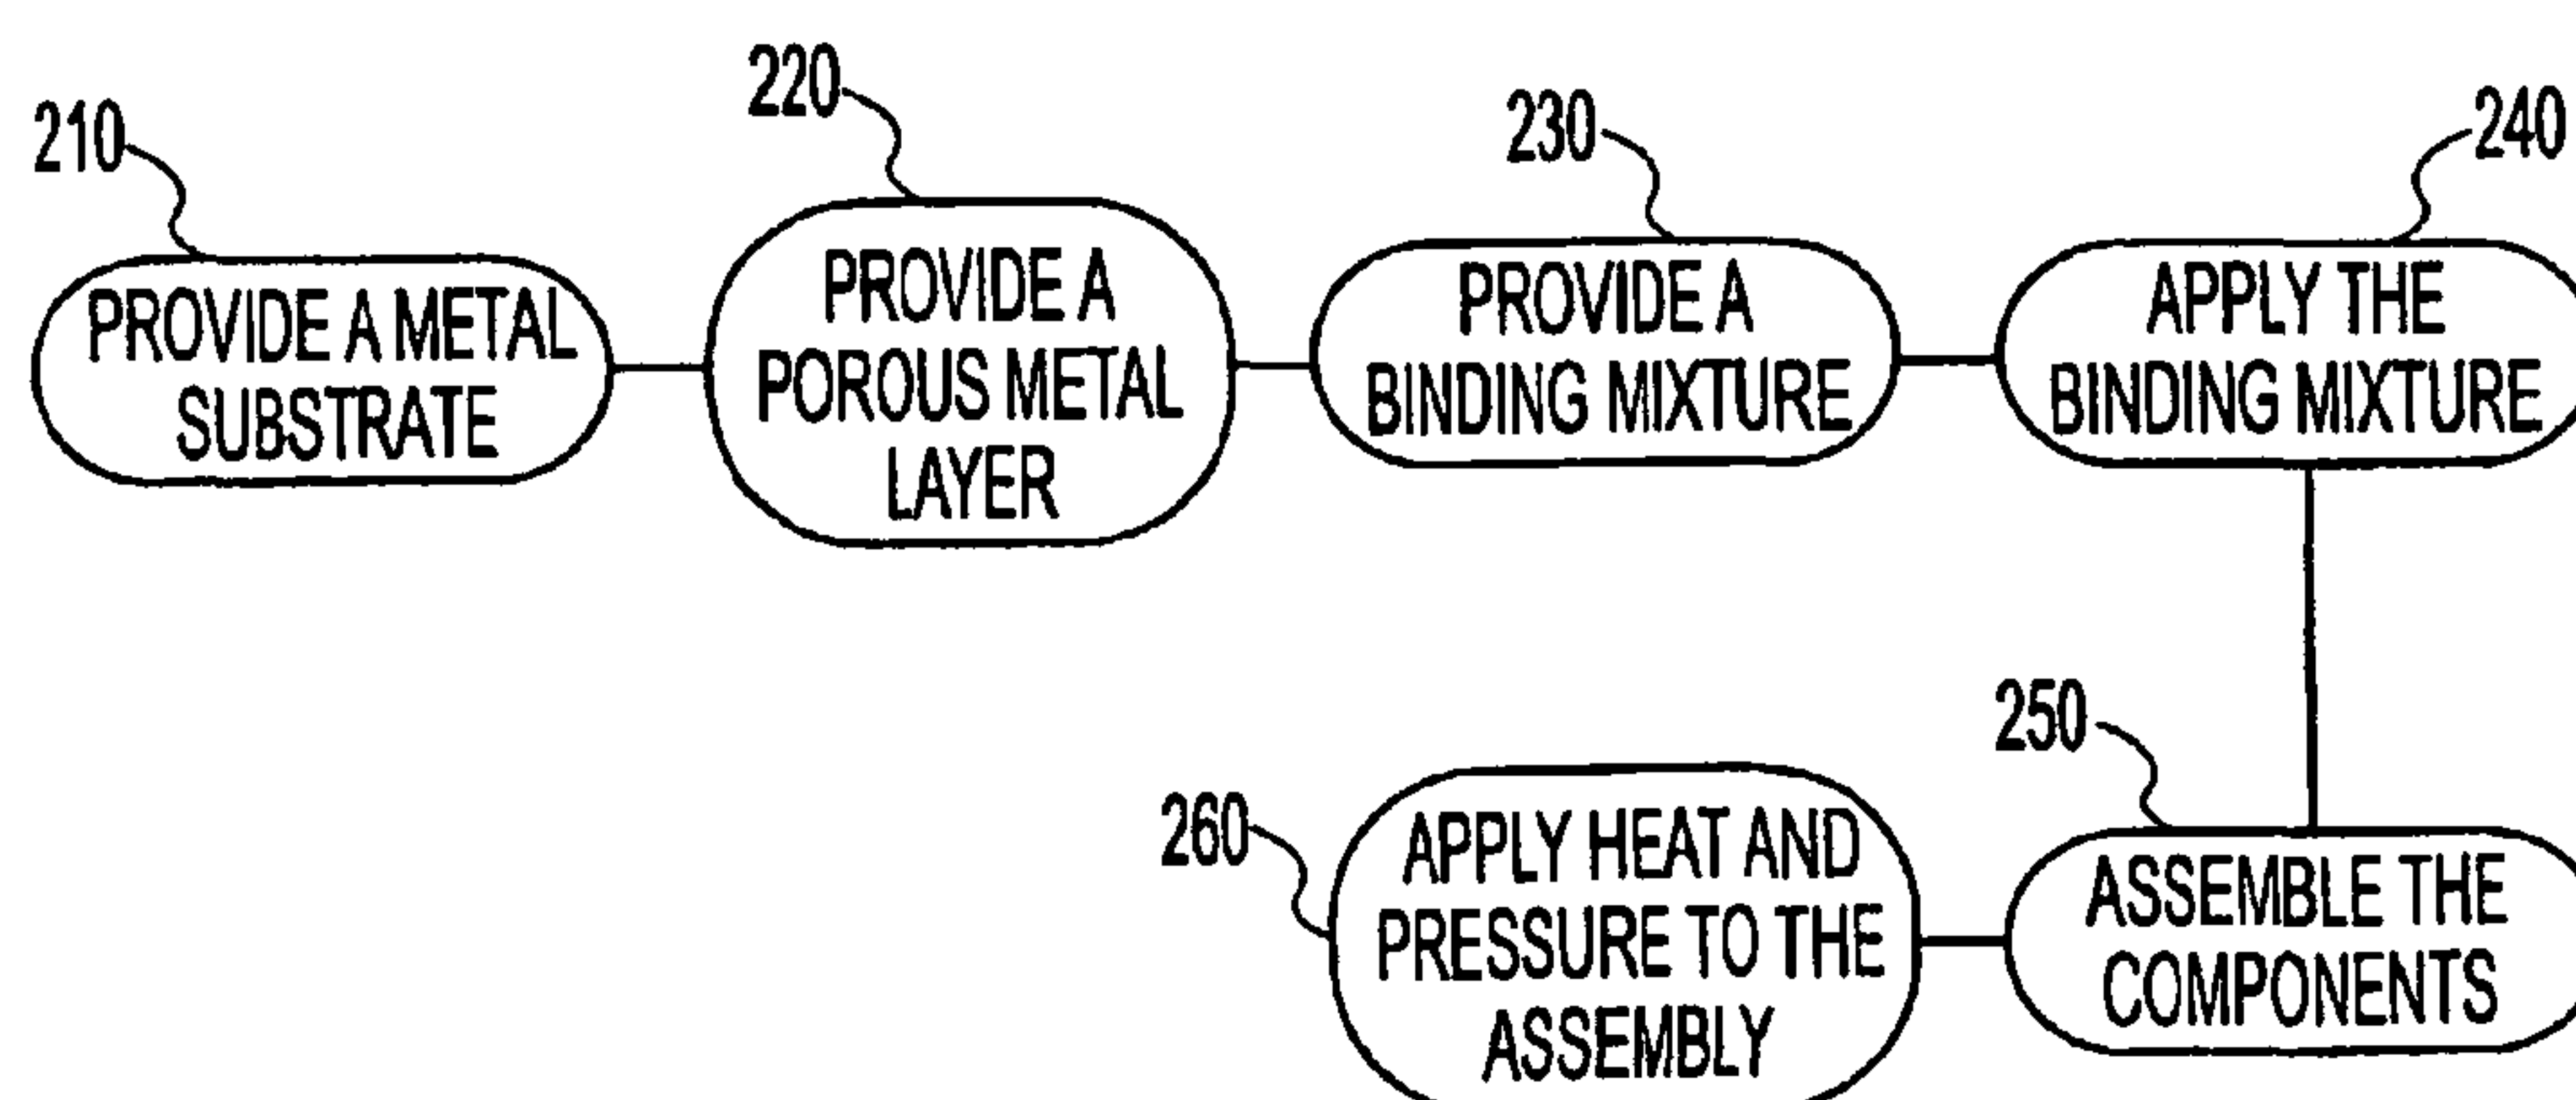 210
PROVIDE A METAL
SUBSTRATE
220
PROVIDE A
POROUS METAL
LAYER
230
PROVIDE A
BINDING MIXTURE
240
APPLY THE
BINDING MIXTURE
250
ASSEMBLE THE
COMPONENTS
260
APPLY HEAT AND
PRESSURE TO THE
ASSEMBLY